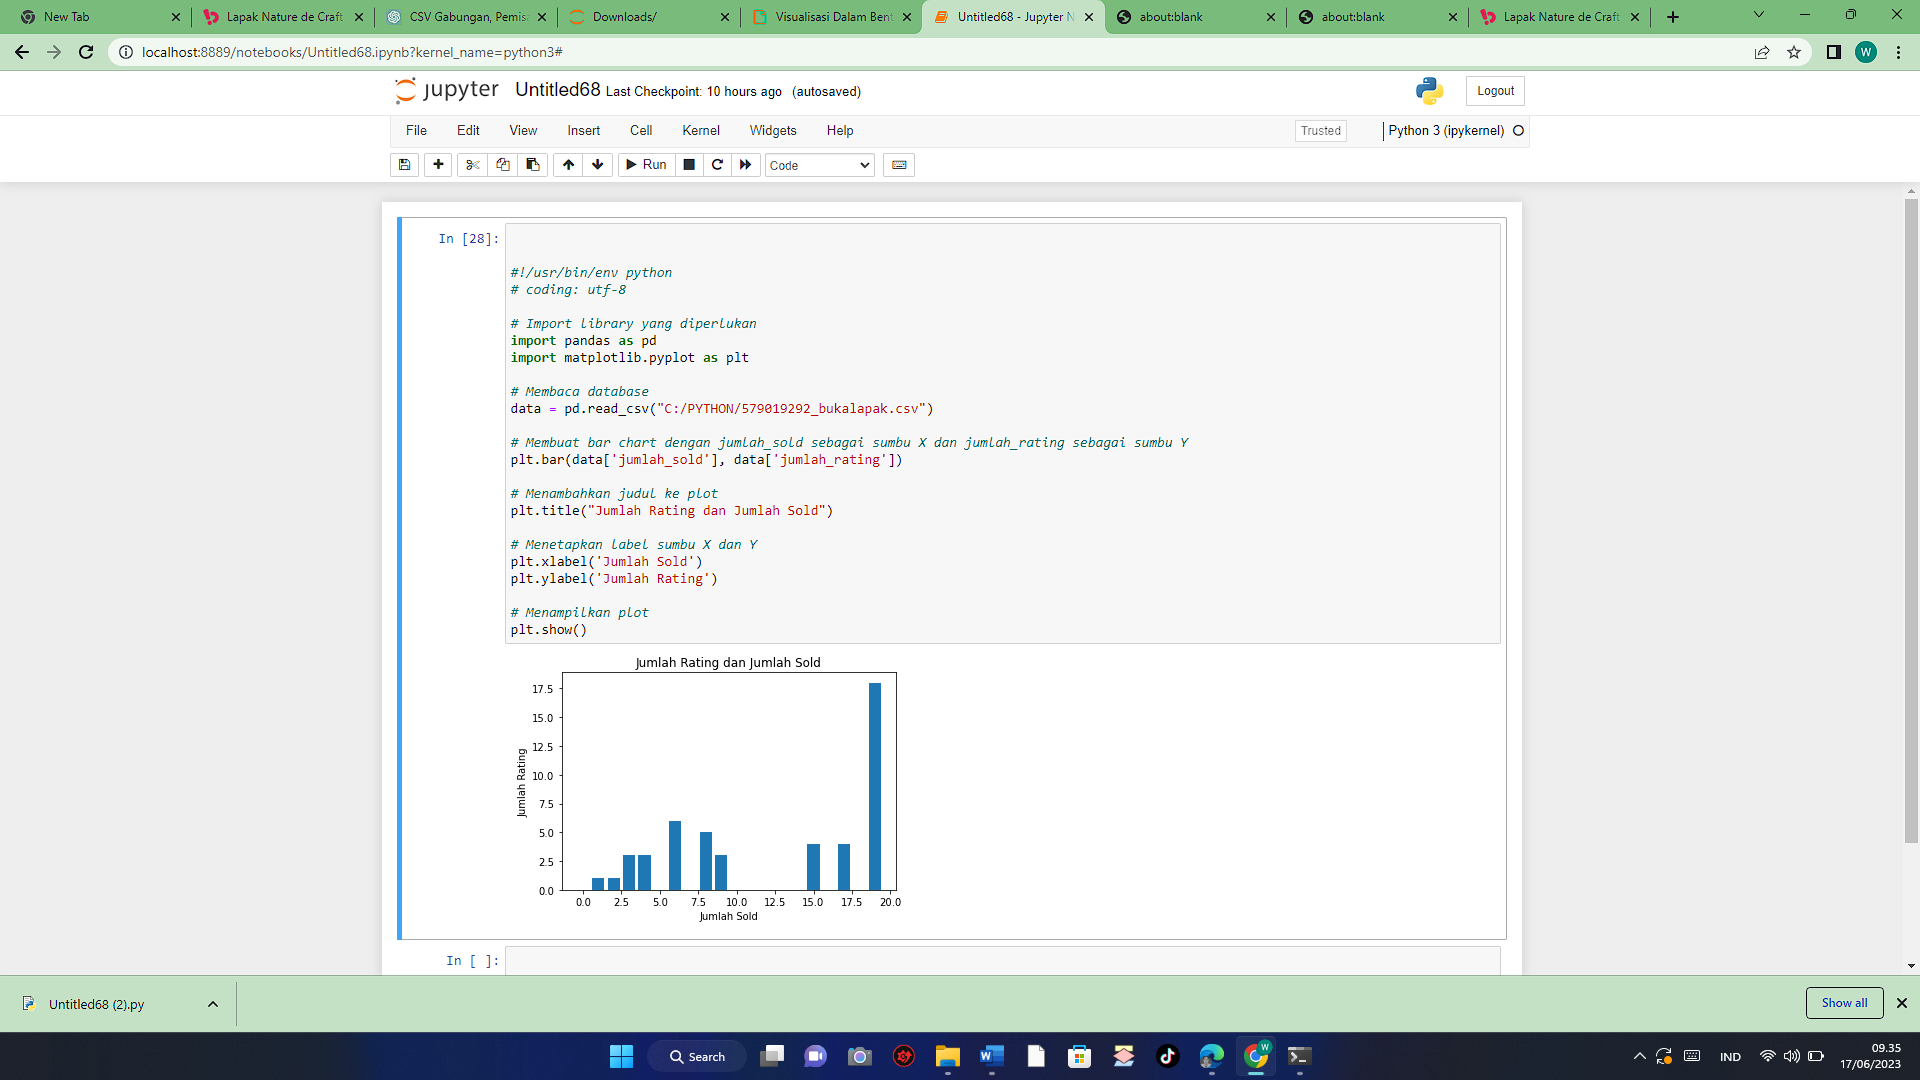 New Tab
Lapak Nature de Craft
CSV Gabungan, Pemis
Downloads/
Visualisasi Dalam Bent
Untitled68 - Jupyter N
about:blank
about:blank
Lapak Nature de Craft
localhost:8889/notebooks/Untitled68.ipynb?kernel_name=python3#
W
jupyter Untitled68 Last Checkpoint: 10 hours ago (autosaved)
Logout
File Edit View Insert Cell Kernel Widgets Help
Trusted
Python 3 (ipykernel)
Run
Code
In [28]:
#!/usr/bin/env python
# coding: utf-8
# Import library yang diperlukan
import pandas as pd
import matplotlib.pyplot as plt
# Membaca database
data = pd.read_csv("C:/PYTHON/579019292_bukalapak.csv")
# Membuat bar chart dengan jumlah_sold sebagai sumbu X dan jumlah_rating sebagai sumbu Y
plt.bar(data['jumlah_sold'], data['jumlah_rating'])
# Menambahkan judul ke plot
plt.title("Jumlah Rating dan Jumlah Sold")
# Menetapkan label sumbu X dan Y
plt.xlabel('Jumlah Sold')
plt.ylabel('Jumlah Rating')
# Menampilkan plot
plt.show()
Jumlah Rating dan Jumlah Sold
17.5
15.0
12.5
10.0
7.5
5.0
2.5
0.0
Jumlah Rating
0.0 2.5 5.0 7.5 10.0 12.5 15.0 17.5 20.0
Jumlah Sold
In [ ]:
Untitled68 (2).py
Show all
Search
W
W
IND
09.35
17/06/2023